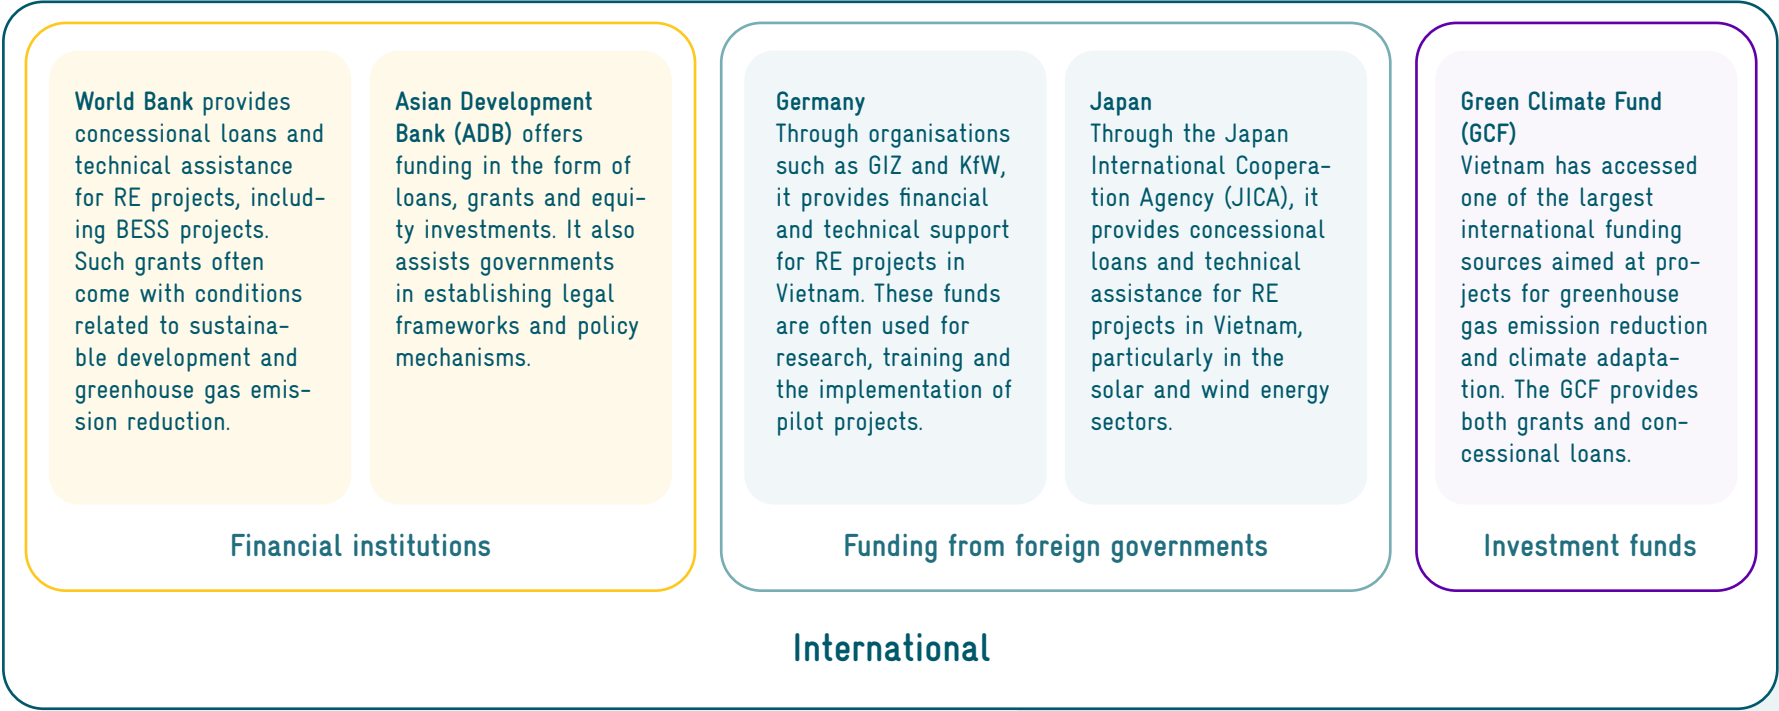 World Bank provides
concessional loans and
technical assistance
for RE projects, includ-
ing BESS projects.
Such grants often
come with conditions
related to sustaina-
ble development and
greenhouse gas emis-
sion reduction.
Asian Development
Bank (ADB) offers
funding in the form of
loans, grants and equi-
ty investments. It also
assists governments
in establishing legal
frameworks and policy
mechanisms.
Financial institutions
Germany
Through organisations
such as GIZ and KfW,
it provides financial
and technical support
for RE projects in
Vietnam. These funds
are often used for
research, training and
the implementation of
pilot projects.
Japan
Through the Japan
International Coopera-
tion Agency (JICA), it
provides concessional
loans and technical
assistance for RE
projects in Vietnam,
particularly in the
solar and wind energy
sectors.
Funding from foreign governments
Green Climate Fund
(GCF)
Vietnam has accessed
one of the largest
international funding
sources aimed at pro-
jects for greenhouse
gas emission reduction
and climate adapta-
tion. The GCF provides
both grants and con-
cessional loans.
Investment funds
International